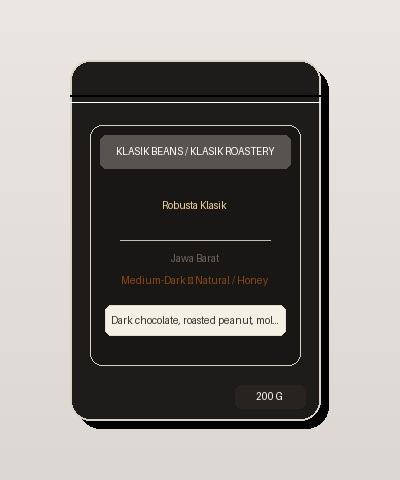 KLASIK BEANS / KLASIK ROASTERY
Robusta Klasik
Jawa Barat
Medium-Dark ▯ Natural / Honey
Dark chocolate, roasted peanut, mol...
200 G